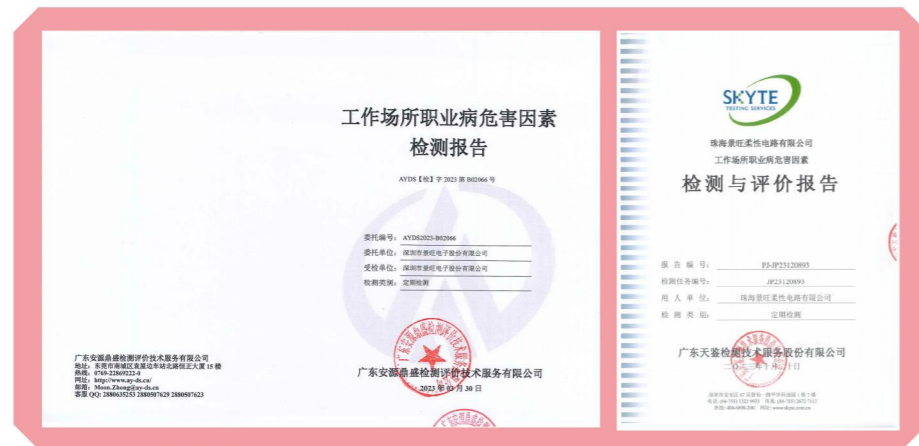 工作场所职业病危害因素
检测报告
AYDS【检】字 2023 第 B02066 号
委托编号: AYDS2023-B02066
委托单位: 深圳市景旺电子股份有限公司
受检单位: 深圳市景旺电子股份有限公司
检测类别: 定期检测
广东安源鼎盛检测评价技术服务有限公司
2023 年 03 月 30 日
广东安源鼎盛检测评价技术服务有限公司
地址: 东莞市南城区袁屋边车站北路恒正大厦 15 楼
热线: 0769-22869222-0
网址: http://www.ay-ds.cn/
邮箱: Moon.Zhong@ay-ds.cn
客服 QQ: 2880635253 2880507629 2880507623
SKYTE
TESTING SERVICES
珠海景旺柔性电路有限公司
工作场所职业病危害因素
检测与评价报告
报告编号: PJ-JP23120893
检测任务编号: JP23120893
用人单位: 珠海景旺柔性电路有限公司
检测类别: 定期检测
广东天鉴检测技术服务股份有限公司